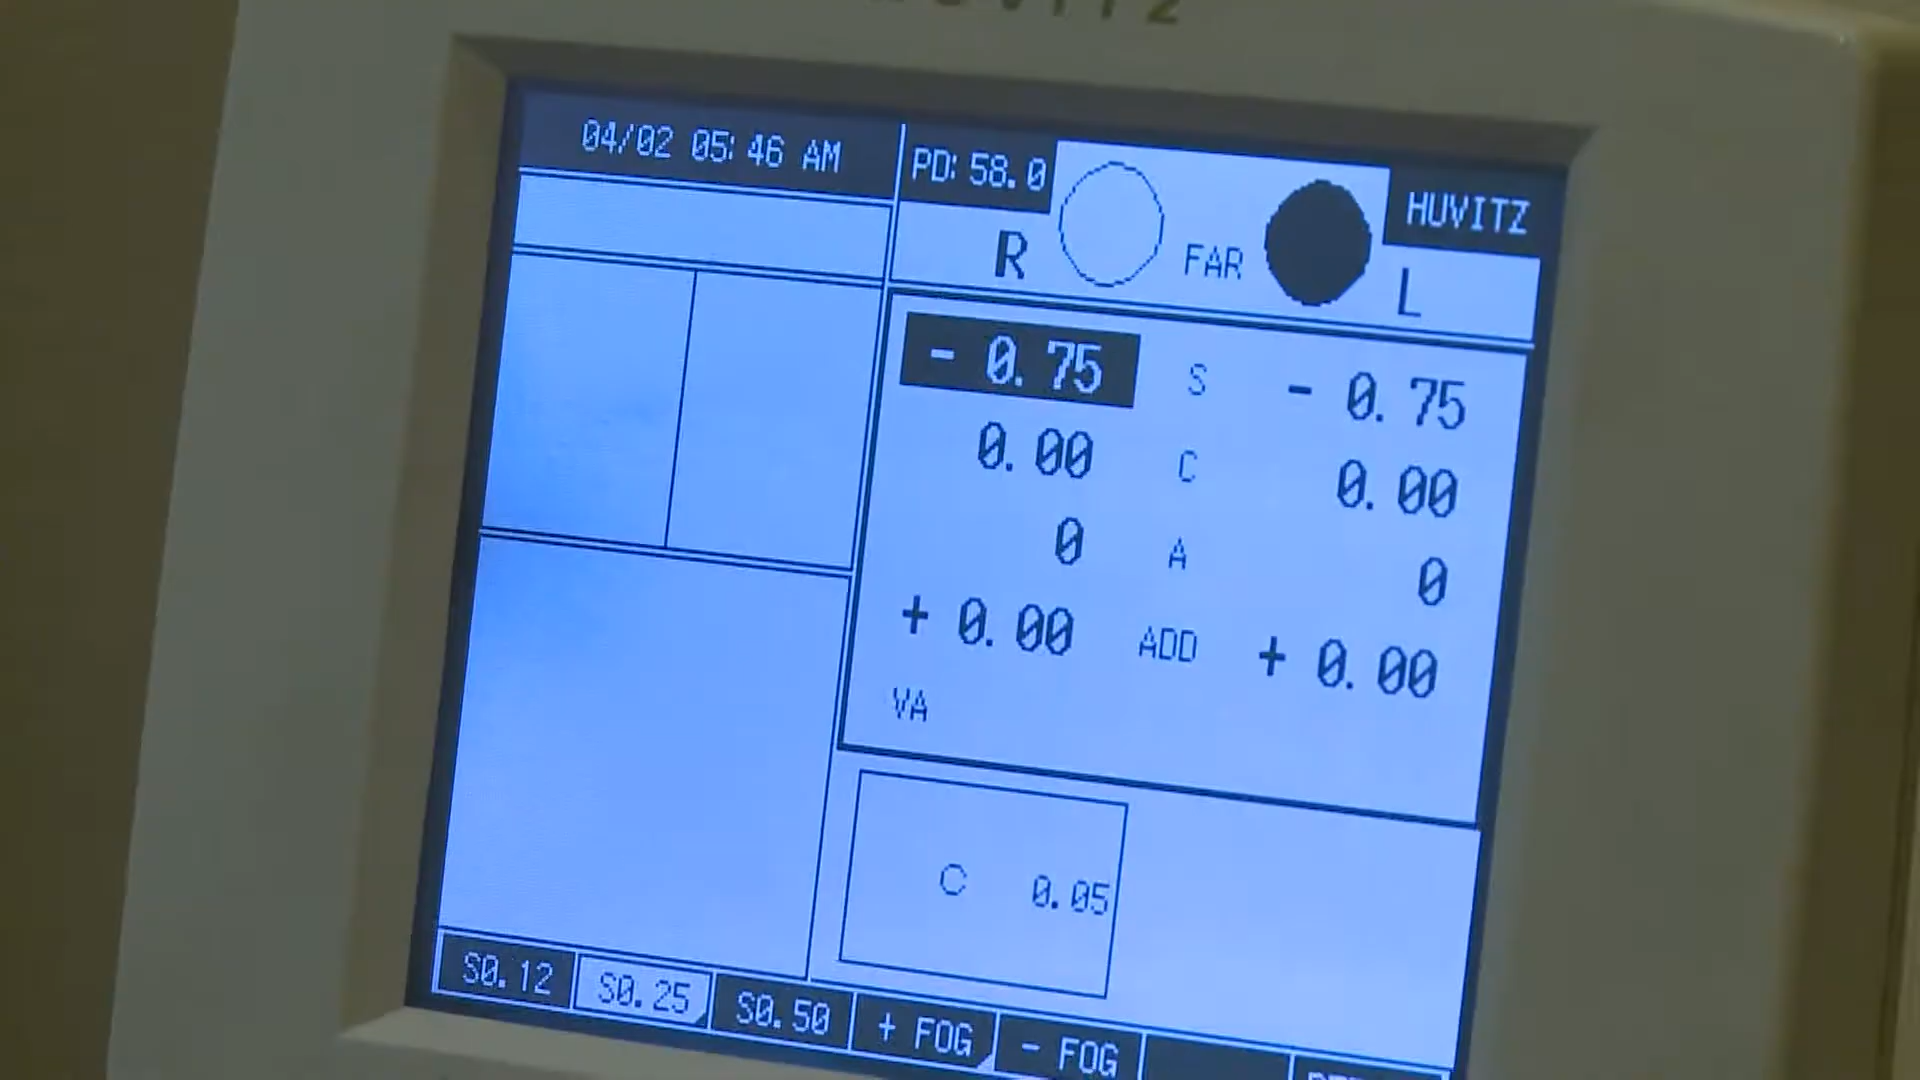 HUVITZ
04/02 05:46 AM
PD: 58.0
HUVITZ
R FAR L
- 0.75 S - 0.75
0.00 C 0.00
0 A 0
+ 0.00 ADD + 0.00
VA
C 0.05
S0.12 S0.25 S0.50 + FOG - FOG